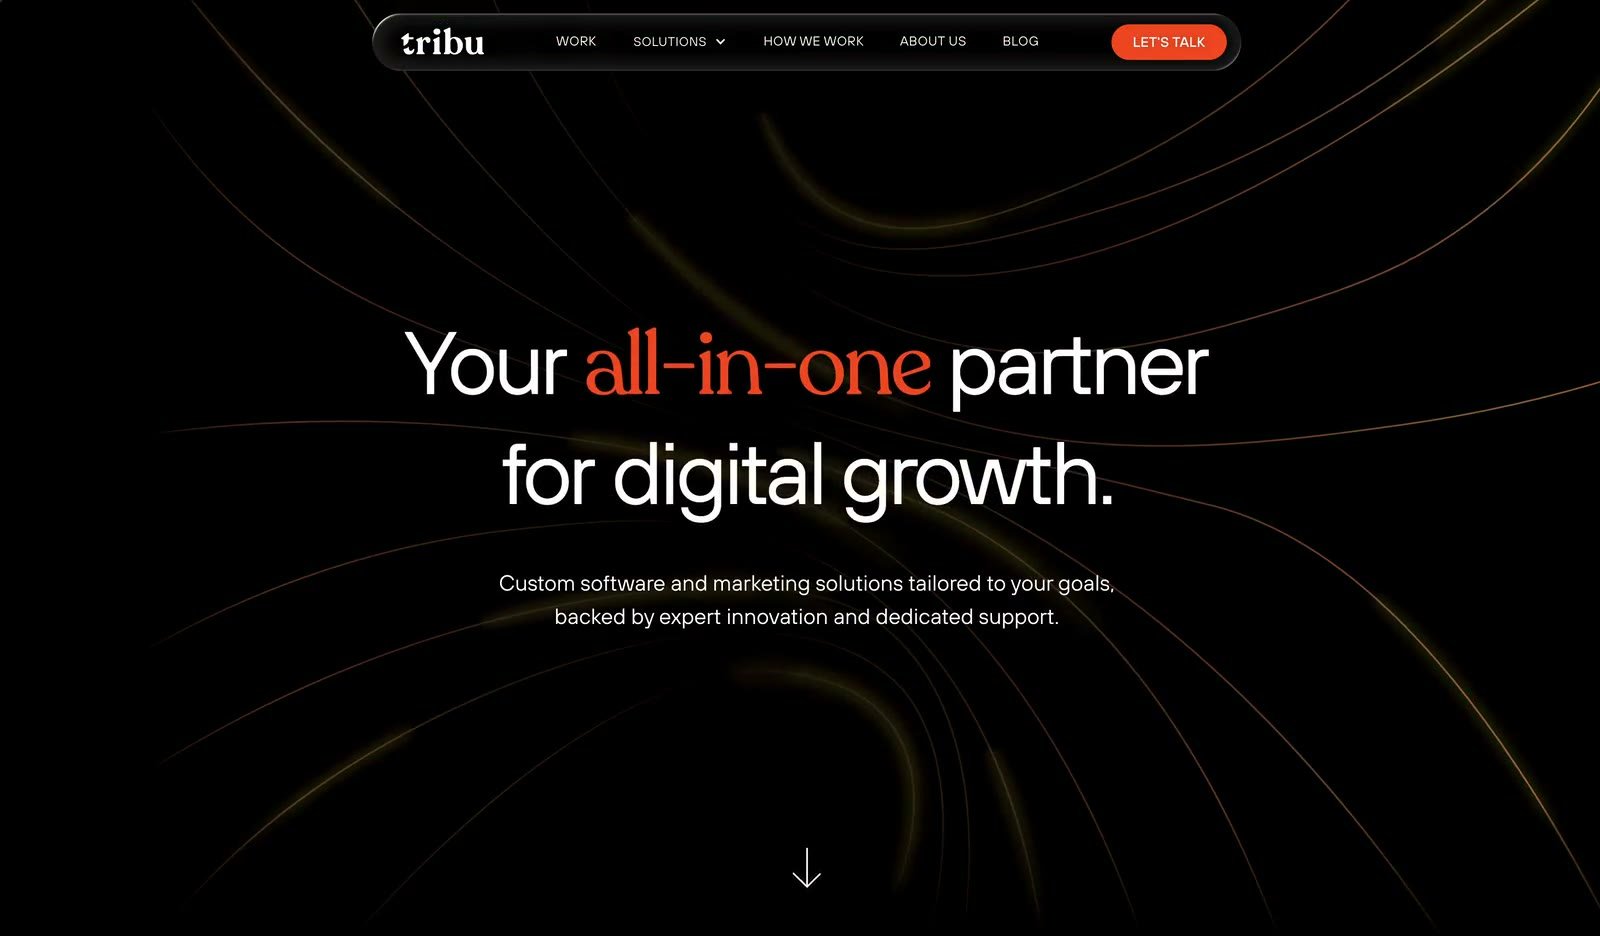 tribu
WORK
SOLUTIONS
HOW WE WORK
ABOUT US
BLOG
LET'S TALK
Your all-in-one partner
for digital growth.
Custom software and marketing solutions tailored to your goals,
backed by expert innovation and dedicated support.